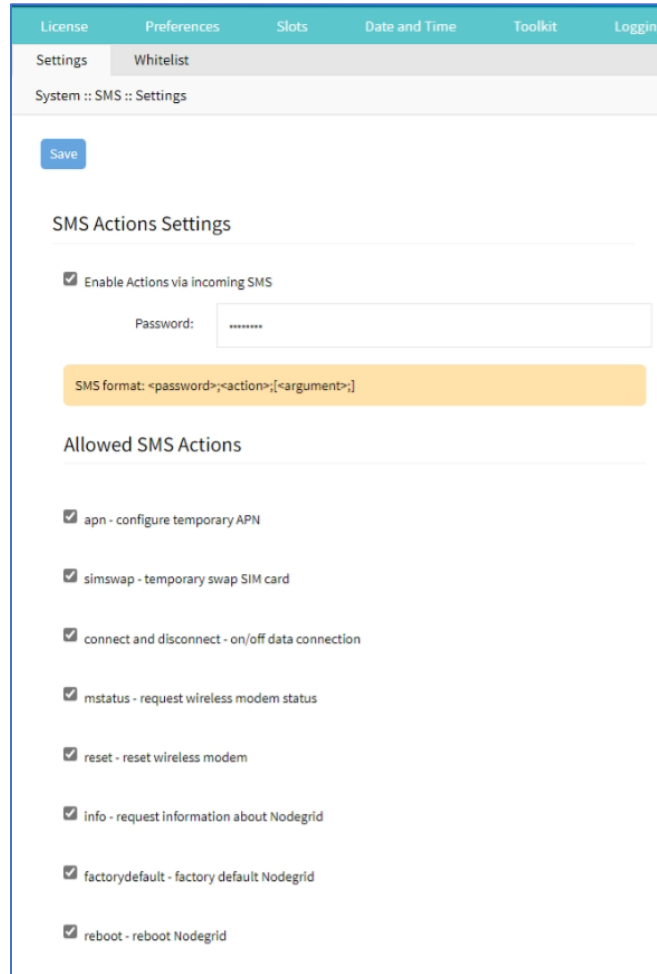 License Preferences Slots Date and Time Toolkit Loggin
Settings Whitelist
System :: SMS :: Settings
Save
SMS Actions Settings
Enable Actions via incoming SMS
Password: ••••••••
SMS format: <password>;<action>;[<argument>;]
Allowed SMS Actions
apn - configure temporary APN
simswap - temporary swap SIM card
connect and disconnect - on/off data connection
mstatus - request wireless modem status
reset - reset wireless modem
info - request information about Nodegrid
factorydefault - factory default Nodegrid
reboot - reboot Nodegrid